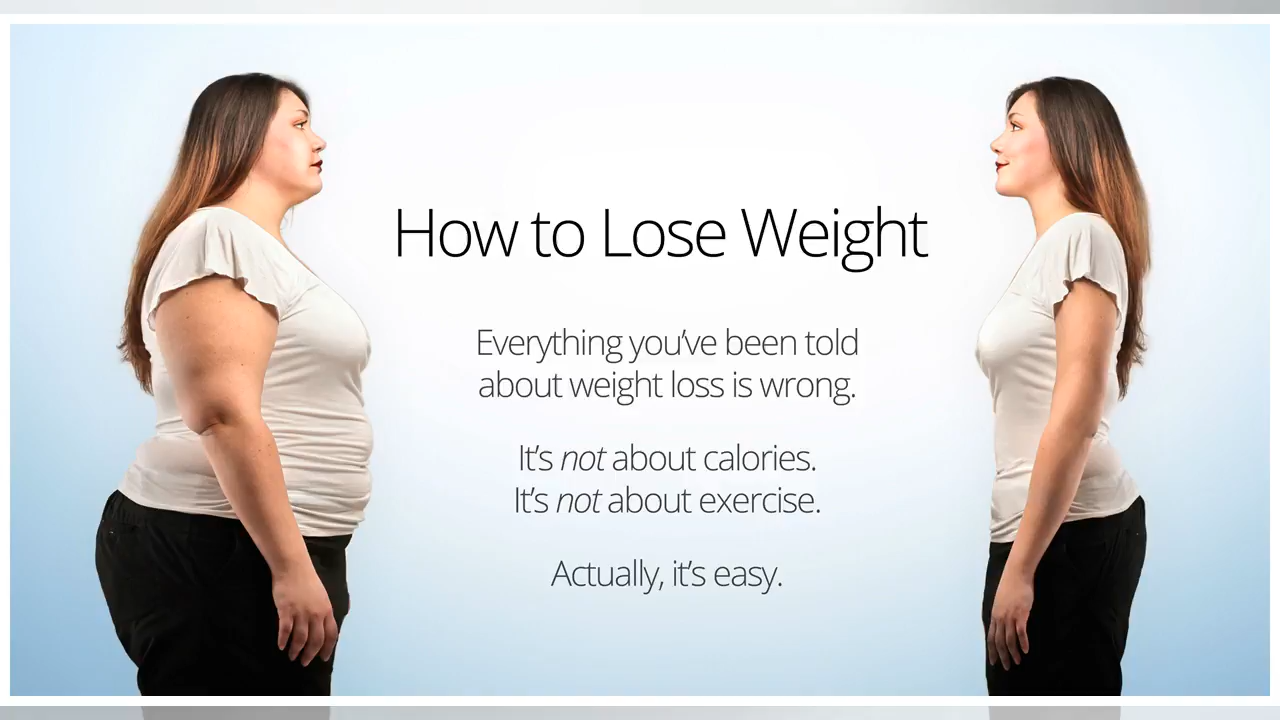 How to Lose Weight
Everything you’ve been told
about weight loss is wrong.
It’s not about calories.
It’s not about exercise.
Actually, it’s easy.